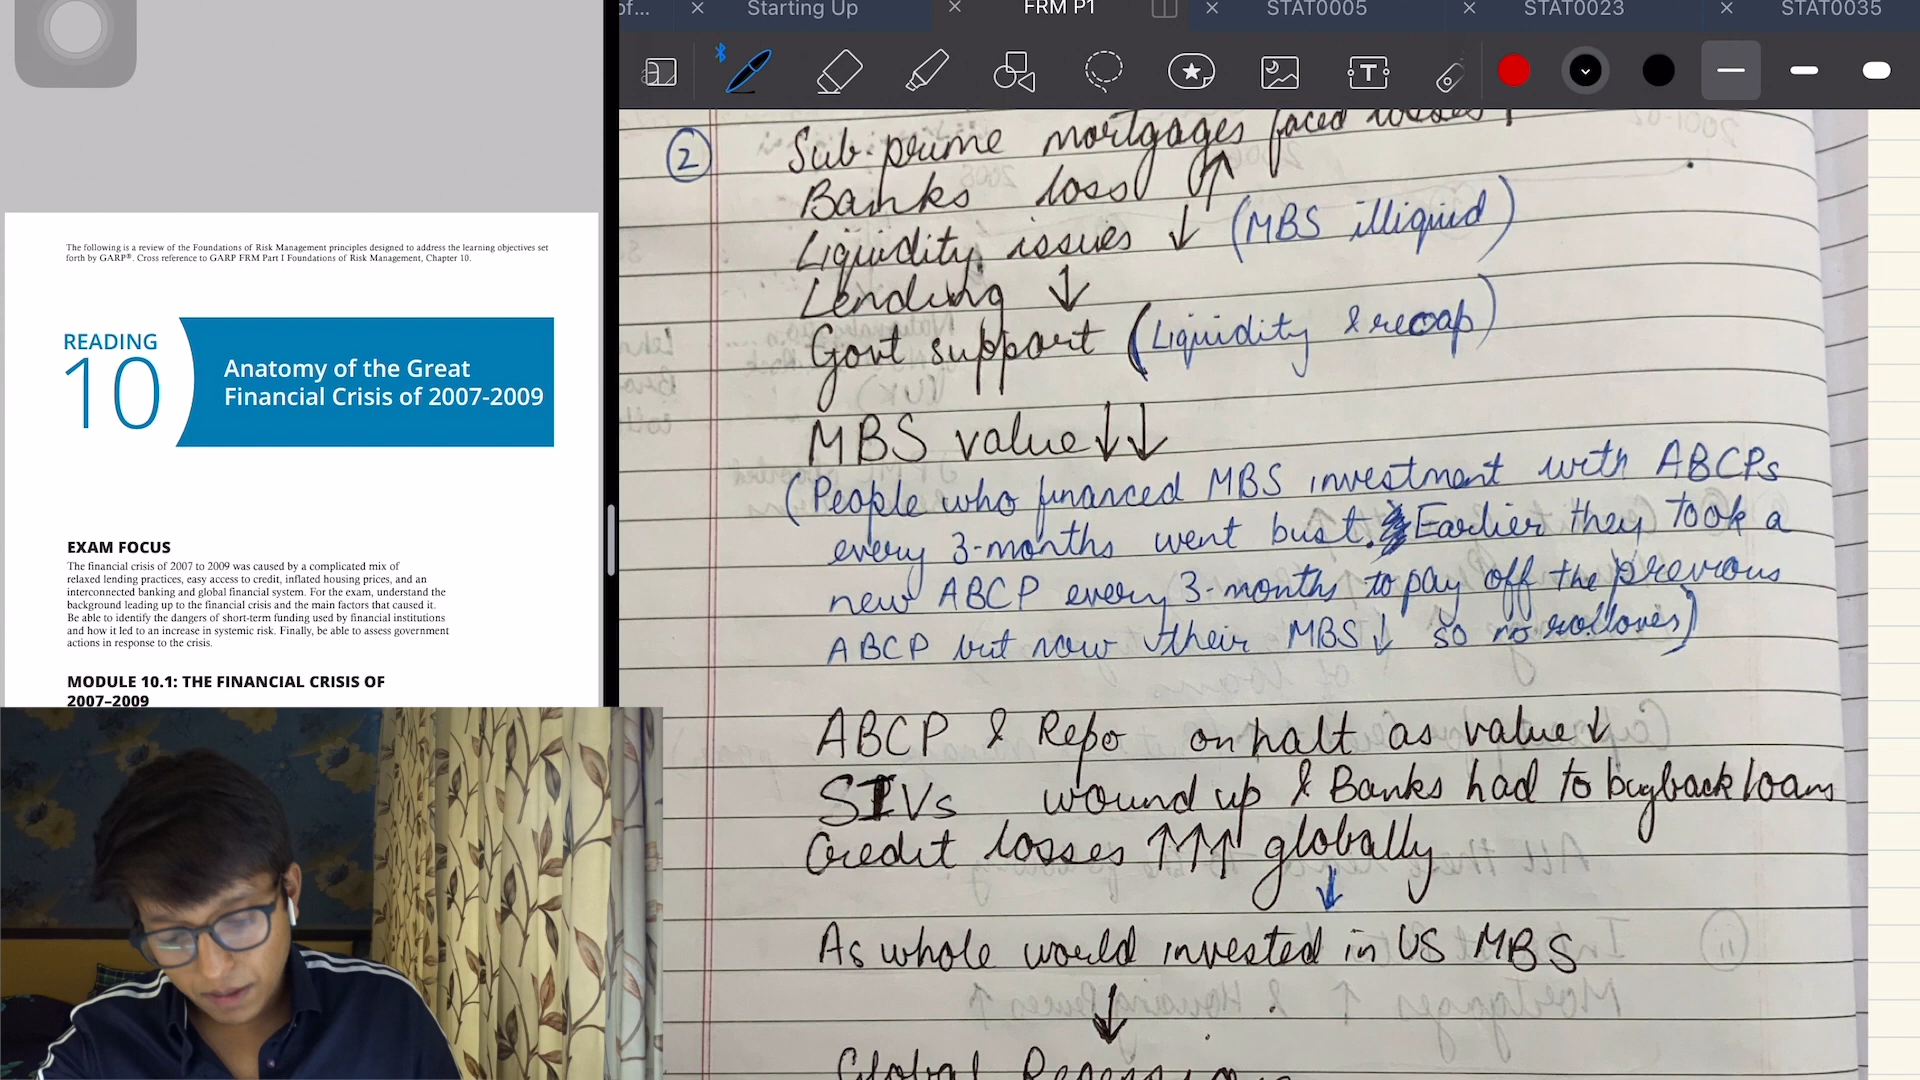 of...
Starting Up
FRM P1
STAT0005
STAT0023
STAT0035
The following is a review of the Foundations of Risk Management principles designed to address the learning objectives set
forth by GARP®. Cross reference to GARP FRM Part I Foundations of Risk Management, Chapter 10.
READING
10
Anatomy of the Great
Financial Crisis of 2007-2009
EXAM FOCUS
The financial crisis of 2007 to 2009 was caused by a complicated mix of
relaxed lending practices, easy access to credit, inflated housing prices, and an
interconnected banking and global financial system. For the exam, understand the
background leading up to the financial crisis and the main factors that caused it.
Be able to identify the dangers of short-term funding used by financial institutions
and how it led to an increase in systemic risk. Finally, be able to assess government
actions in response to the crisis.
MODULE 10.1: THE FINANCIAL CRISIS OF
2007–2009
② Sub-prime mortgages faced losses ↑
Banks loss ↑
Liquidity issues ↓ (MBS illiquid)
Lending ↓
Govt support (Liquidity & recap)
MBS value ↓↓
(People who financed MBS investment with ABCPs
every 3-months went bust. Earlier they took a
new ABCP every 3-months to pay off the previous
ABCP but now their MBS ↓ so no rollover)
ABCP & Repo on halt as value ↓
SIVs wound up & Banks had to buyback loans
Credit losses ↑↑↑ globally
↓
As whole world invested in US MBS
↓
Global Recession